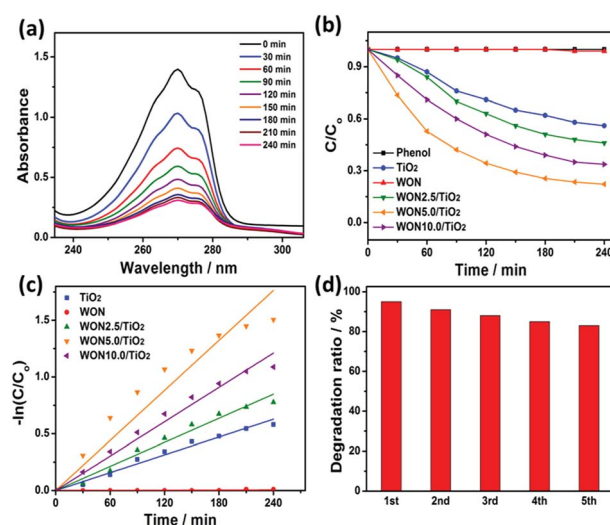 (a)
Absorbance
1.5
1.0
0.5
0.0
240
260
280
300
Wavelength / nm
0 min
30 min
60 min
90 min
120 min
150 min
180 min
210 min
240 min
(b)
C/Co
0.9
0.6
0.3
0.0
0
60
120
180
240
Time / min
Phenol
TiO2
WON
WON2.5/TiO2
WON5.0/TiO2
WON10.0/TiO2
(c)
-ln(C/Co)
1.5
1.0
0.5
0.0
0
60
120
180
240
Time / min
TiO2
WON
WON2.5/TiO2
WON5.0/TiO2
WON10.0/TiO2
(d)
Degradation ratio / %
100
80
60
40
20
0
1st
2nd
3rd
4th
5th